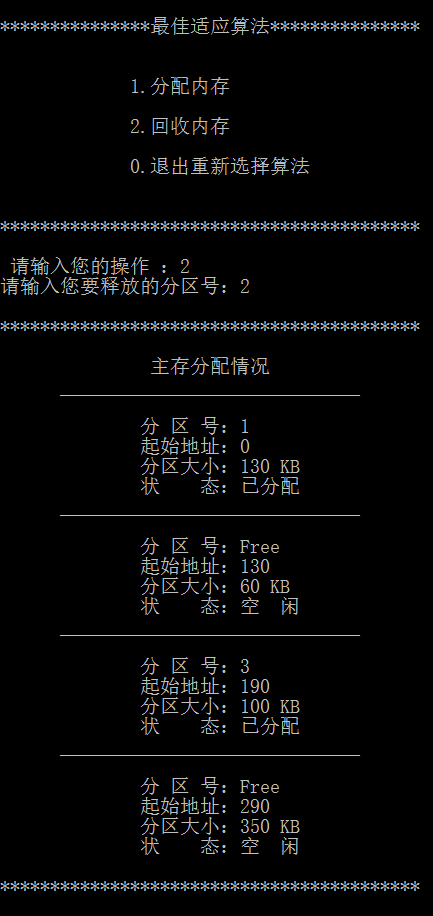 ***************最佳适应算法***************
1.分配内存
2.回收内存
0.退出重新选择算法
******************************************
请输入您的操作 ：2
请输入您要释放的分区号：2
******************************************
主存分配情况
分 区 号：1
起始地址：0
分区大小：130 KB
状    态：已分配
分 区 号：Free
起始地址：130
分区大小：60 KB
状    态：空  闲
分 区 号：3
起始地址：190
分区大小：100 KB
状    态：已分配
分 区 号：Free
起始地址：290
分区大小：350 KB
状    态：空  闲
******************************************